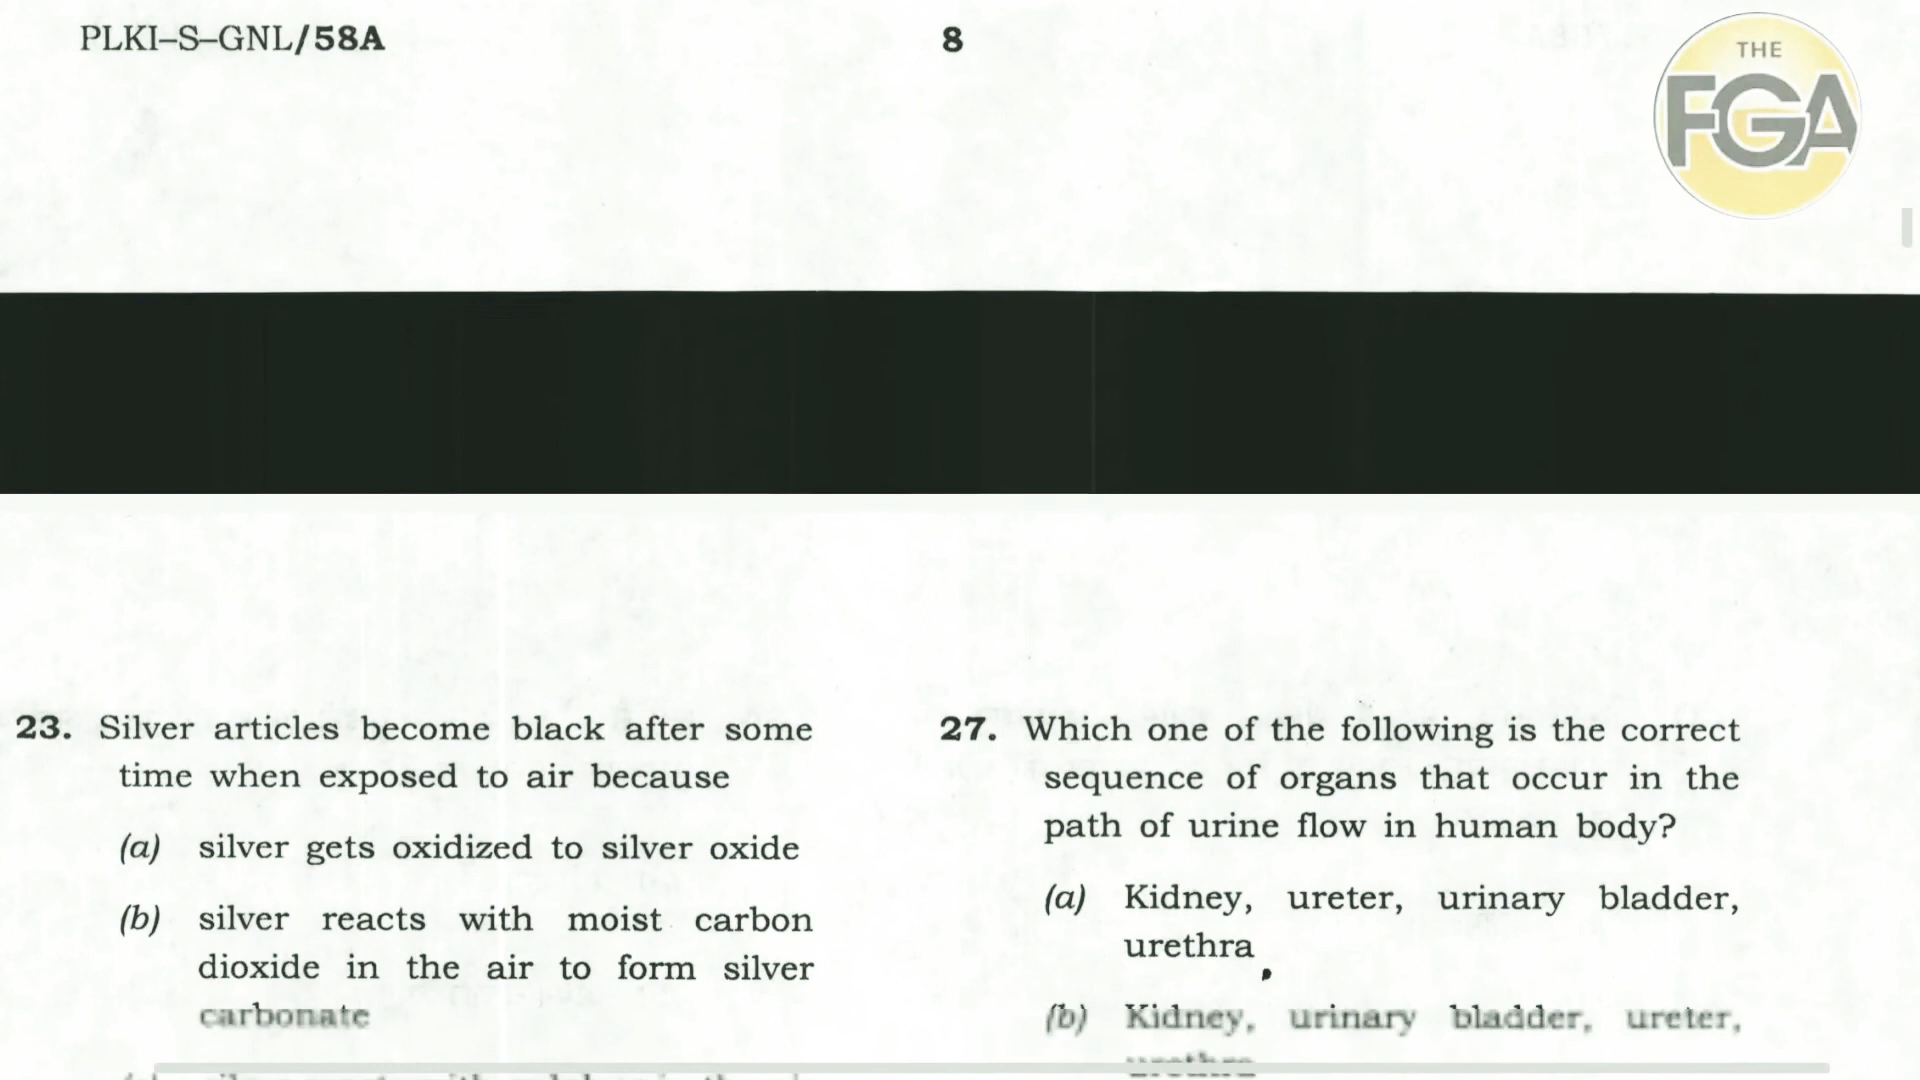 PLKI–S–GNL/58A
8
THE
FGA
23. Silver articles become black after some
time when exposed to air because
(a) silver gets oxidized to silver oxide
(b) silver reacts with moist carbon
dioxide in the air to form silver
carbonate
27. Which one of the following is the correct
sequence of organs that occur in the
path of urine flow in human body?
(a) Kidney, ureter, urinary bladder,
urethra
(b) Kidney, urinary bladder, ureter,
urethra